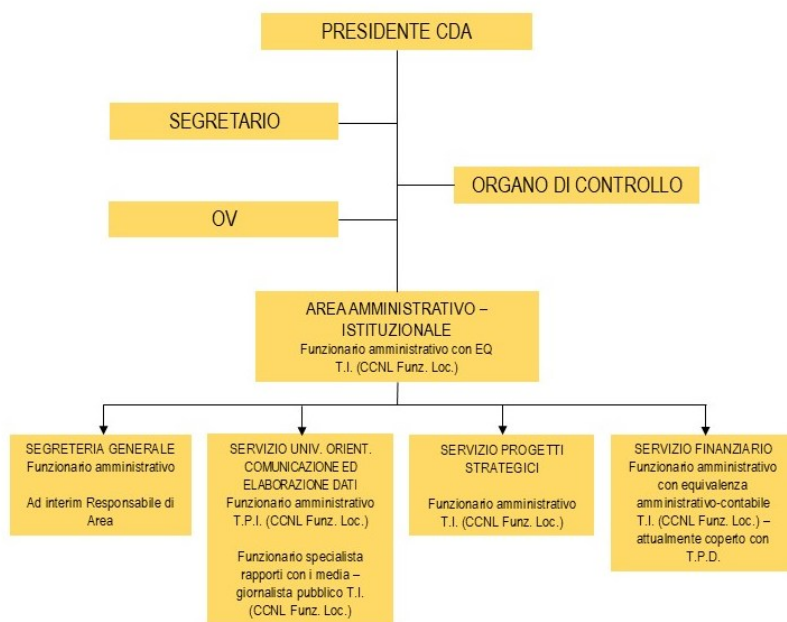 PRESIDENTE CDA
SEGRETARIO
ORGANO DI CONTROLLO
OV
AREA AMMINISTRATIVO –
ISTITUZIONALE
Funzionario amministrativo con EQ
T.I. (CCNL Funz. Loc.)
SEGRETERIA GENERALE
Funzionario amministrativo
Ad interim Responsabile di
Area
SERVIZIO UNIV. ORIENT.
COMUNICAZIONE ED
ELABORAZIONE DATI
Funzionario amministrativo
T.P.I. (CCNL Funz. Loc.)
Funzionario specialista
rapporti con i media –
giornalista pubblico T.I.
(CCNL Funz. Loc.)
SERVIZIO PROGETTI
STRATEGICI
Funzionario amministrativo
T.I. (CCNL Funz. Loc.)
SERVIZIO FINANZIARIO
Funzionario amministrativo
con equivalenza
amministrativo-contabile
T.I. (CCNL Funz. Loc.) –
attualmente coperto con
T.P.D.